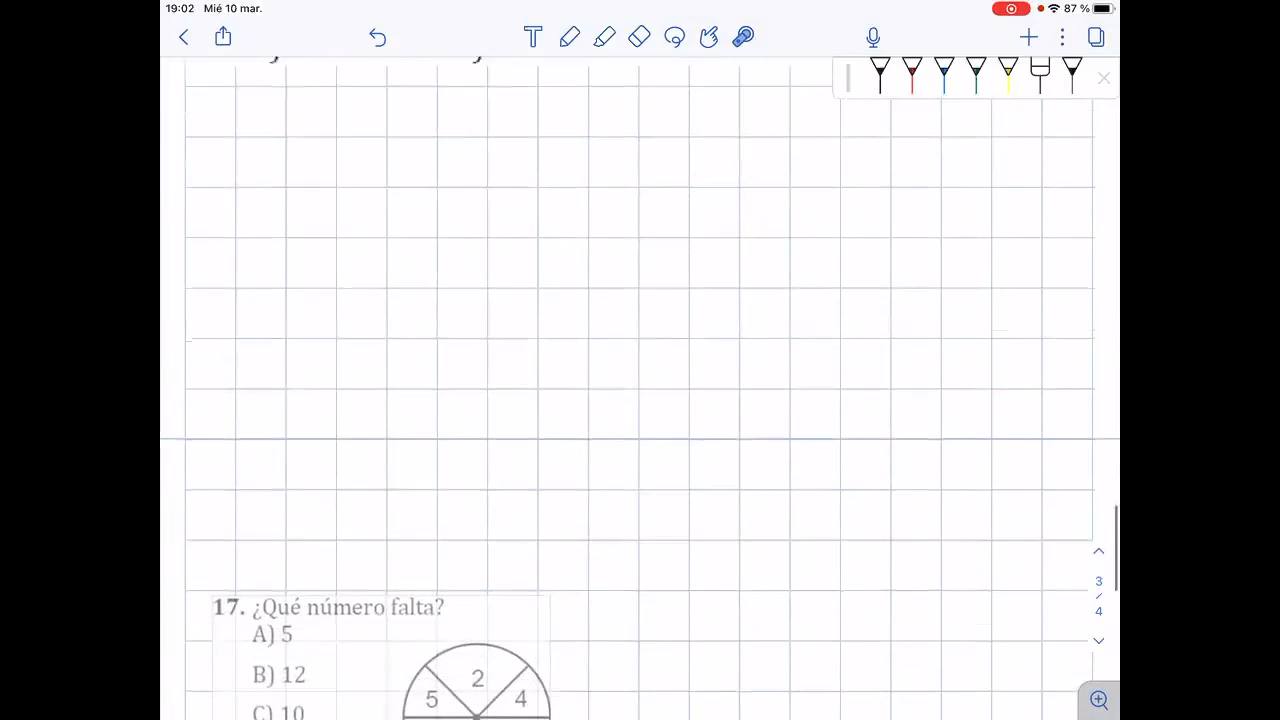 19:02 Mié 10 mar.
87 %
T
3
/
4
17. ¿Qué número falta?
A) 5
B) 12
C) 10
2
5
4